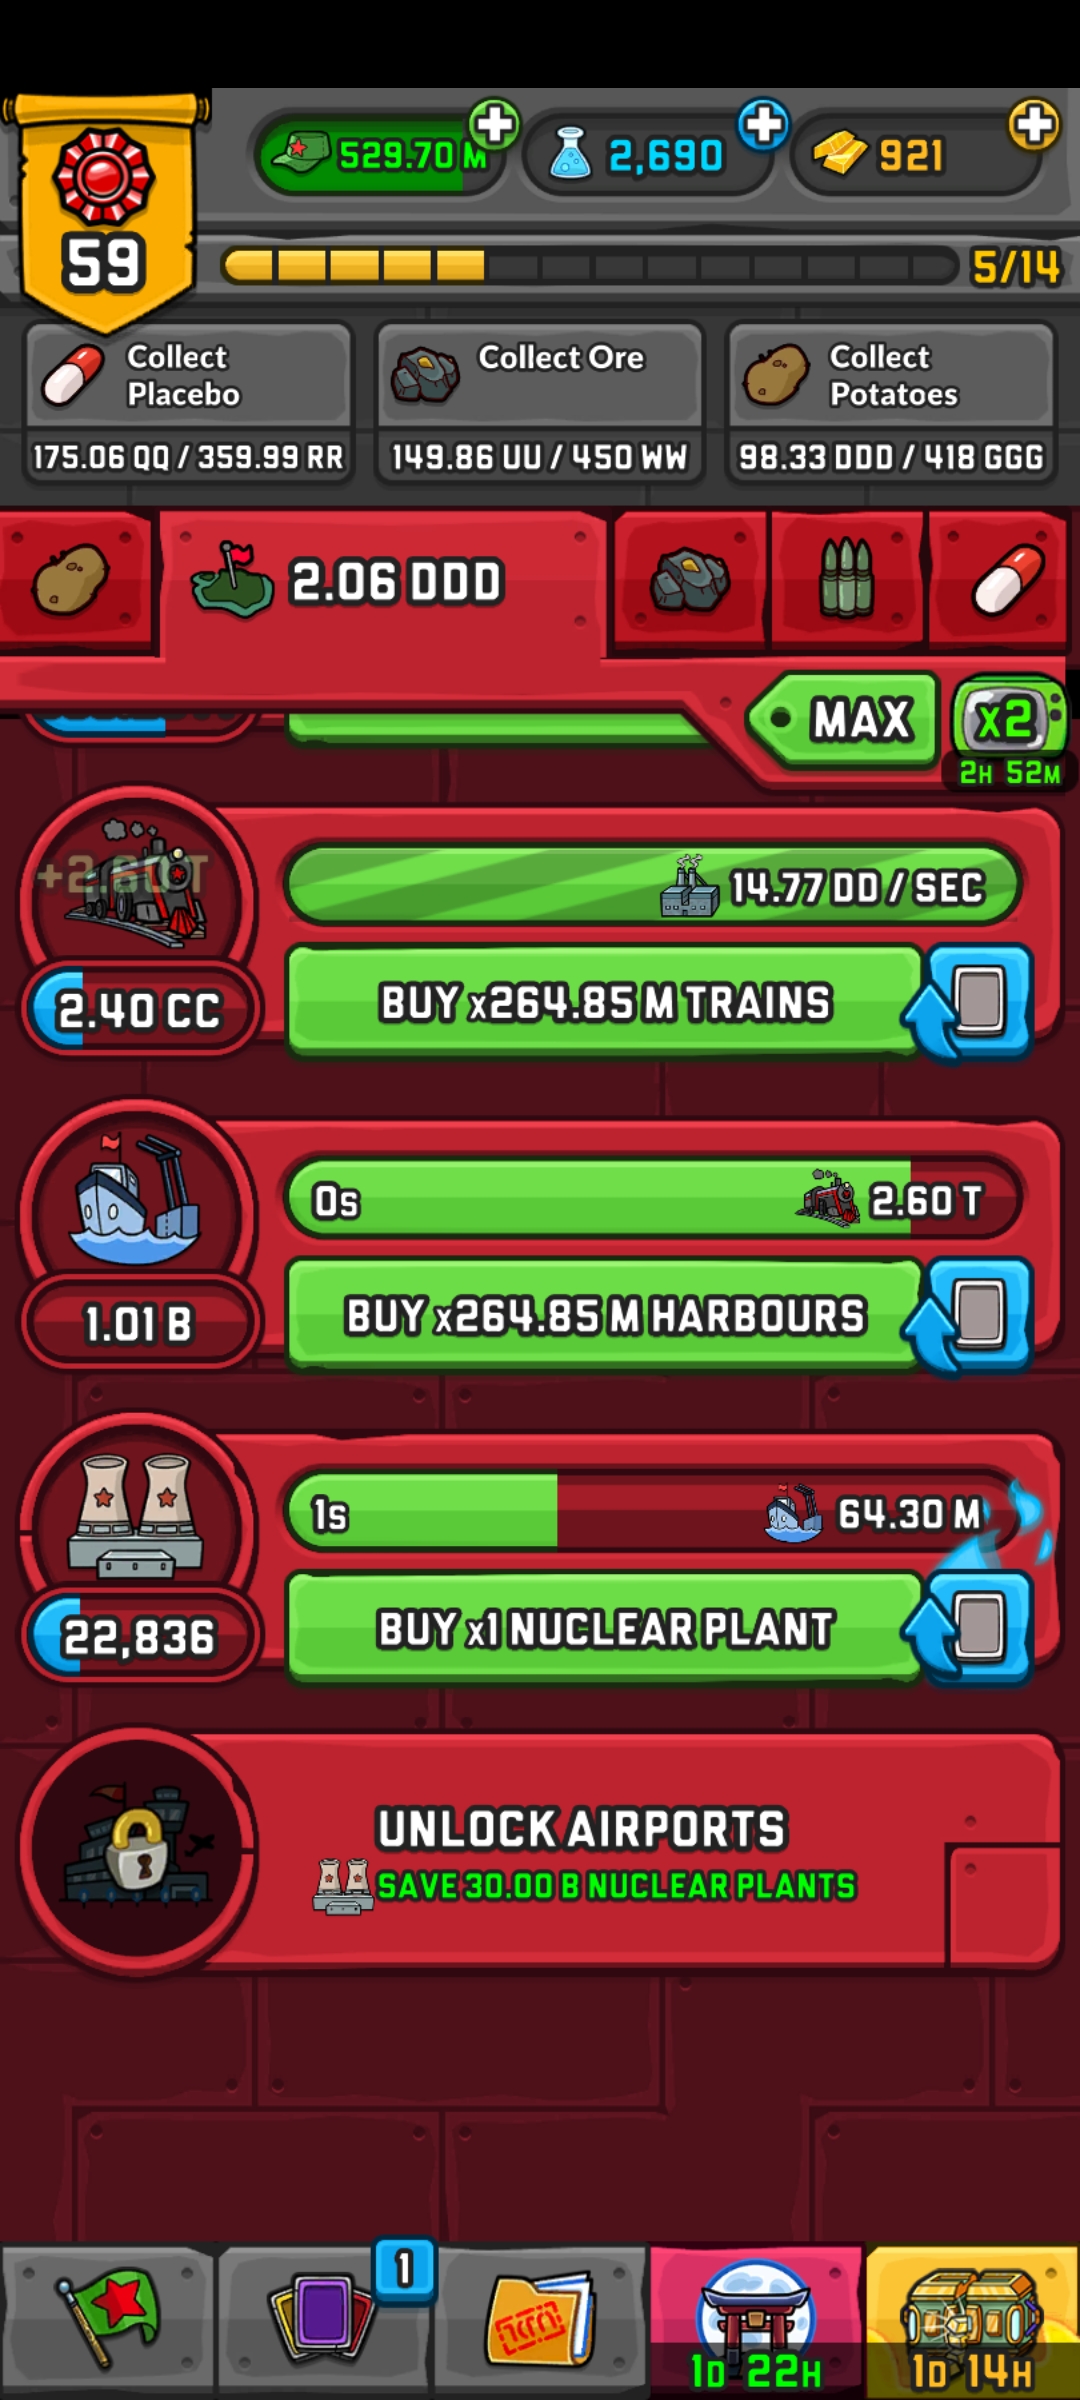 529.70 M
2,690
921
59
5/14
Collect
Placebo
175.06 QQ / 359.99 RR
Collect Ore
149.86 UU / 450 WW
Collect
Potatoes
98.33 DDD / 418 GGG
2.06 DDD
MAX
x2
2H 52M
14.77 DD / SEC
2.40 CC
BUY x264.85 M TRAINS
0s
2.60 T
1.01 B
BUY x264.85 M HARBOURS
1s
64.30 M
22,836
BUY x1 NUCLEAR PLANT
UNLOCK AIRPORTS
SAVE 30.00 B NUCLEAR PLANTS
1
1D 22H
1D 14H